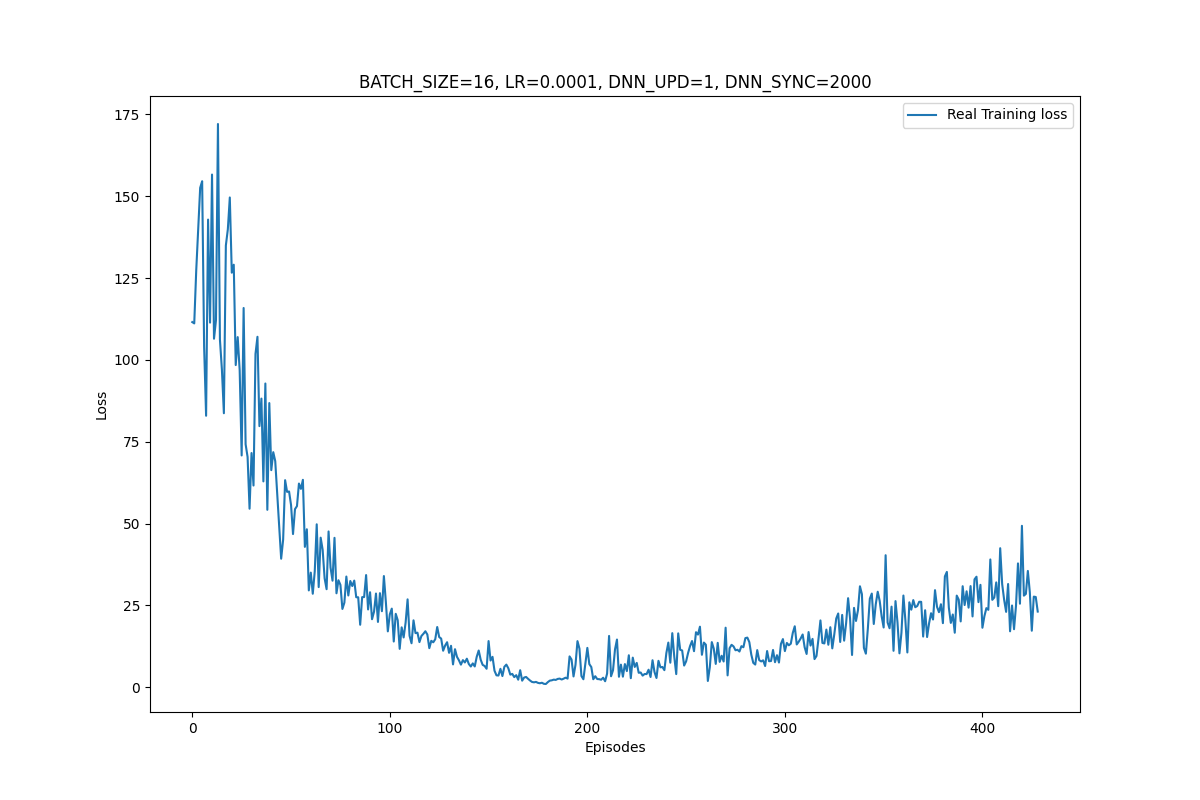 BATCH_SIZE=16, LR=0.0001, DNN_UPD=1, DNN_SYNC=2000
Real Training loss
175
150
125
100
75
50
25
0
Loss
0 100 200 300 400
Episodes